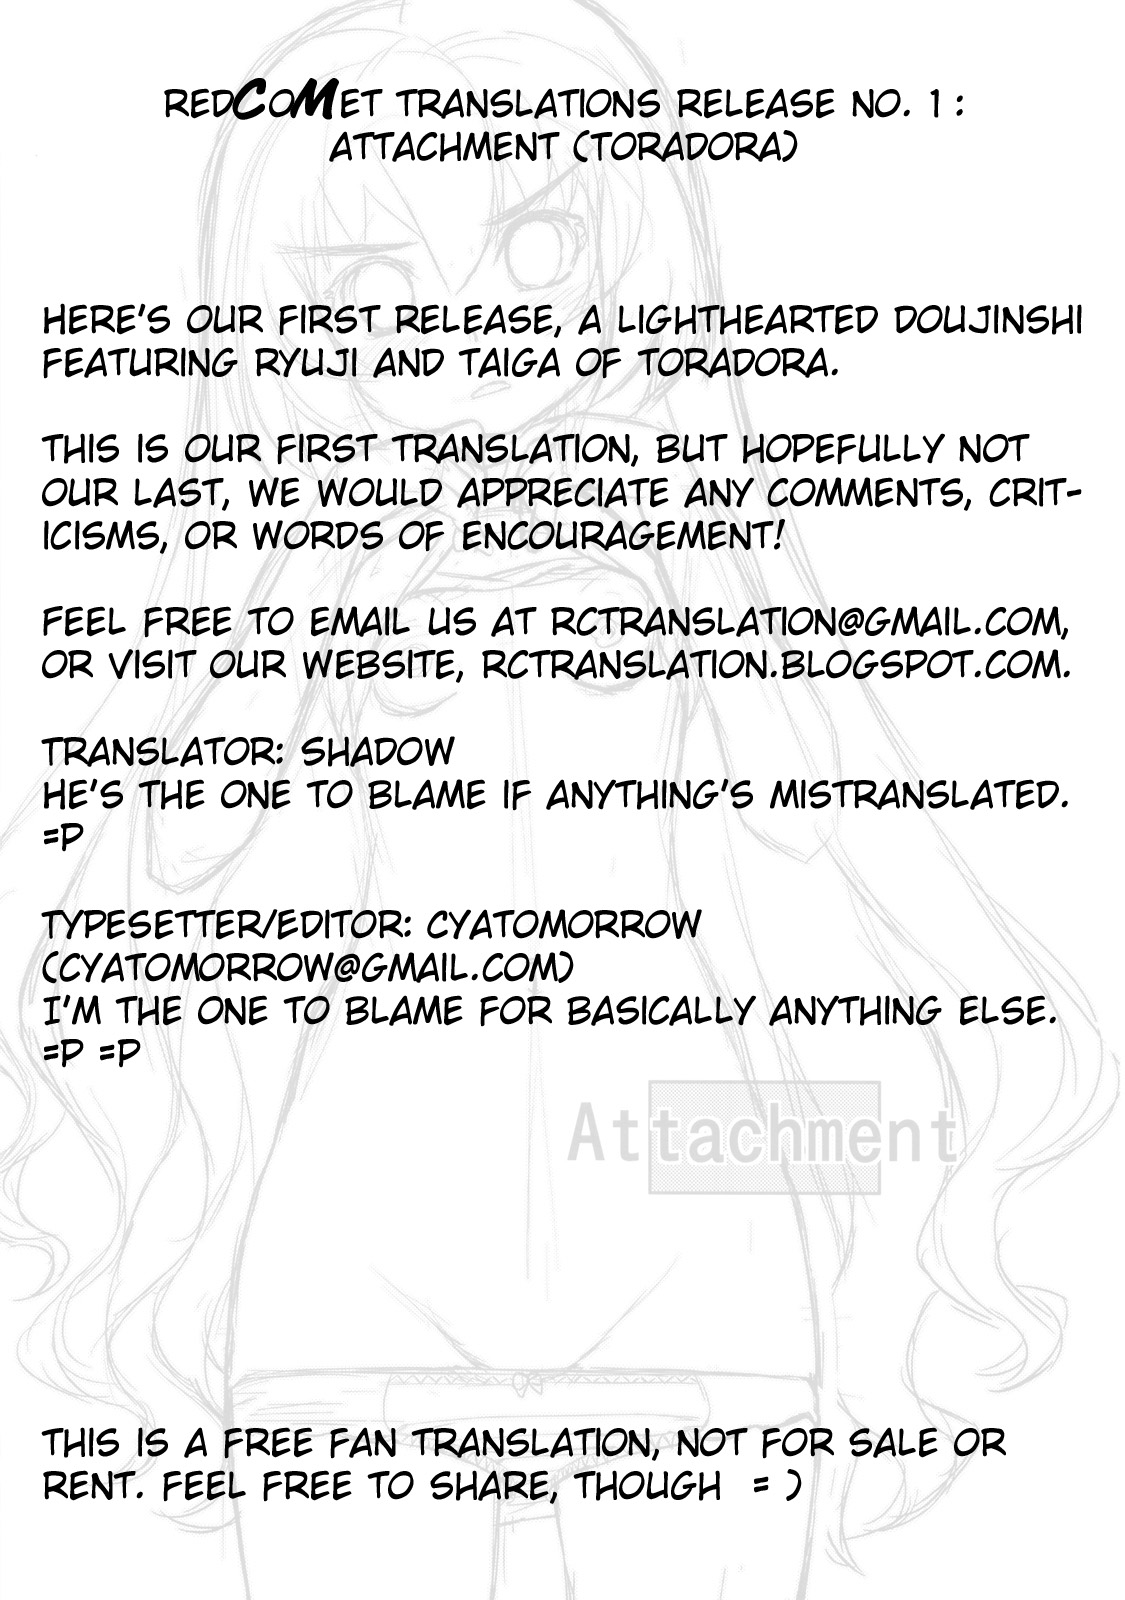 REDCOMET TRANSLATIONS RELEASE NO. 1:
ATTACHMENT (TORADORA)
HERE'S OUR FIRST RELEASE, A LIGHTHEARTED DOUJINSHI
FEATURING RYUJI AND TAIGA OF TORADORA.
THIS IS OUR FIRST TRANSLATION, BUT HOPEFULLY NOT
OUR LAST, WE WOULD APPRECIATE ANY COMMENTS, CRIT-
ICISMS, OR WORDS OF ENCOURAGEMENT!
FEEL FREE TO EMAIL US AT RCTRANSLATION@GMAIL.COM,
OR VISIT OUR WEBSITE, RCTRANSLATION.BLOGSPOT.COM.
TRANSLATOR: SHADOW
HE'S THE ONE TO BLAME IF ANYTHING'S MISTRANSLATED.
=P
TYPESETTER/EDITOR: CYATOMORROW
(CYATOMORROW@GMAIL.COM)
I'M THE ONE TO BLAME FOR BASICALLY ANYTHING ELSE.
=P =P
Attachment
THIS IS A FREE FAN TRANSLATION, NOT FOR SALE OR
RENT. FEEL FREE TO SHARE, THOUGH = )